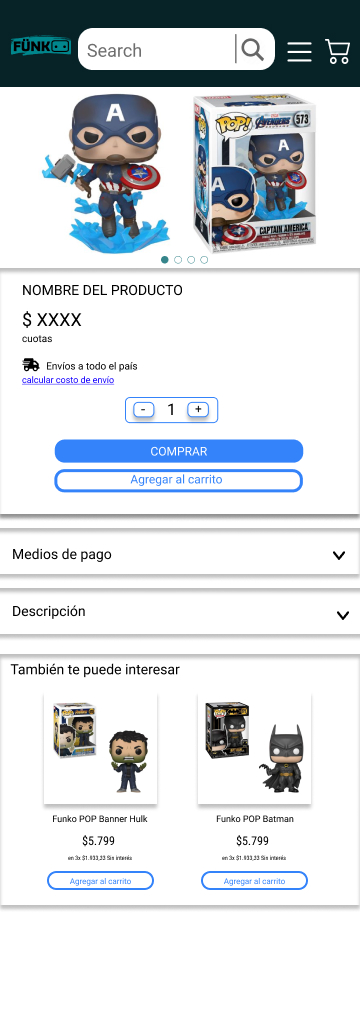 FÜNKO
Search
POP!
AVENGERS
573
CAPTAIN AMERICA
NOMBRE DEL PRODUCTO
$ XXXX
cuotas
Envíos a todo el país
calcular costo de envío
- 1 +
COMPRAR
Agregar al carrito
Medios de pago
Descripción
También te puede interesar
Funko POP Banner Hulk
Funko POP Batman
$5.799
$5.799
en 3x $1.933,33 Sin interés
en 3x $1.933,33 Sin interés
Agregar al carrito
Agregar al carrito